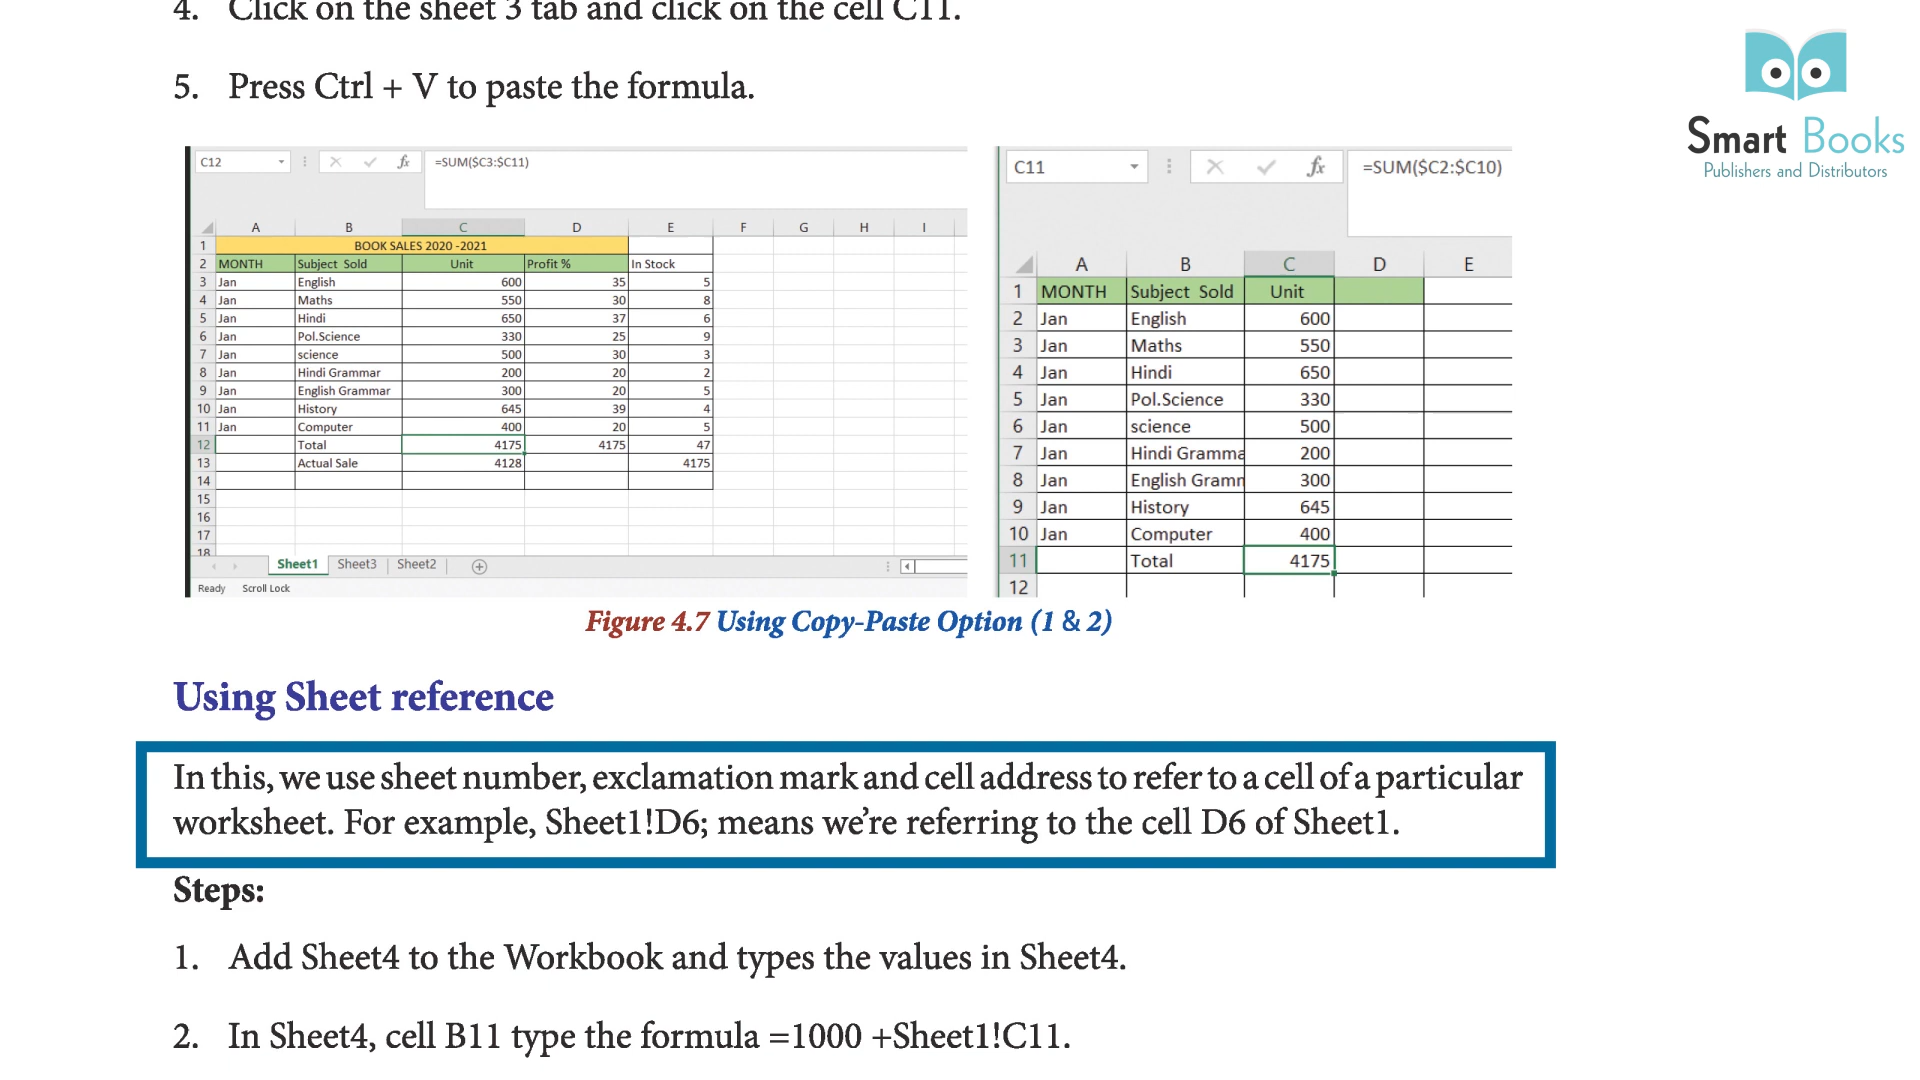 4. Click on the sheet 3 tab and click on the cell C11.
5. Press Ctrl + V to paste the formula.
Smart Books
Publishers and Distributors
C12 fx =SUM($C3:$C11)
A B C D E F G H I
1 BOOK SALES 2020 -2021
2 MONTH Subject Sold Unit Profit % In Stock
3 Jan English 600 35 5
4 Jan Maths 550 30 8
5 Jan Hindi 650 37 6
6 Jan Pol.Science 330 25 9
7 Jan science 500 30 3
8 Jan Hindi Grammar 200 20 2
9 Jan English Grammar 300 20 5
10 Jan History 645 39 4
11 Jan Computer 400 20 5
12 Total 4175 4175 47
13 Actual Sale 4128 4175
14
15
16
17
18
Sheet1 Sheet3 Sheet2
Ready Scroll Lock
C11 fx =SUM($C2:$C10)
A B C D E
1 MONTH Subject Sold Unit
2 Jan English 600
3 Jan Maths 550
4 Jan Hindi 650
5 Jan Pol.Science 330
6 Jan science 500
7 Jan Hindi Gramma 200
8 Jan English Gramn 300
9 Jan History 645
10 Jan Computer 400
11 Total 4175
12
Figure 4.7 Using Copy-Paste Option (1 & 2)
Using Sheet reference
In this, we use sheet number, exclamation mark and cell address to refer to a cell of a particular
worksheet. For example, Sheet1!D6; means we're referring to the cell D6 of Sheet1.
Steps:
1. Add Sheet4 to the Workbook and types the values in Sheet4.
2. In Sheet4, cell B11 type the formula =1000 +Sheet1!C11.